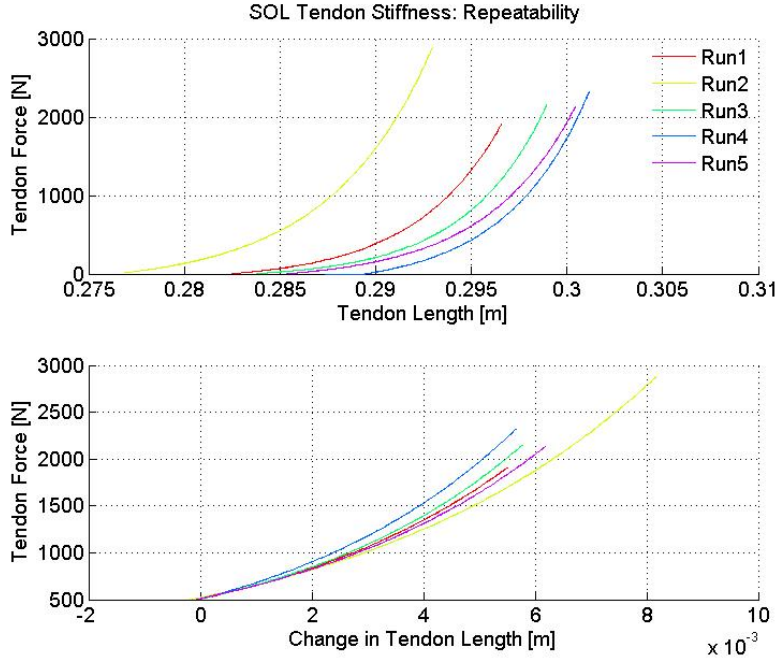 SOL Tendon Stiffness: Repeatability
3000
2000
1000
0
Tendon Force [N]
0.275 0.28 0.285 0.29 0.295 0.3 0.305 0.31
Tendon Length [m]
Run1
Run2
Run3
Run4
Run5
3000
2500
2000
1500
1000
500
Tendon Force [N]
-2 0 2 4 6 8 10
Change in Tendon Length [m]
x 10-3